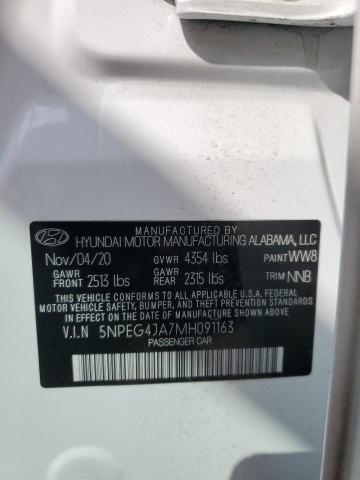 MANUFACTURED BY
HYUNDAI MOTOR MANUFACTURING ALABAMA, LLC
Nov/04/20 GVWR 4354 lbs PAINT WW8
GAWR FRONT 2513 lbs GAWR REAR 2315 lbs TRIM NNB
THIS VEHICLE CONFORMS TO ALL APPLICABLE U.S. FEDERAL
MOTOR VEHICLE SAFETY, BUMPER, AND THEFT PREVENTION
STANDARDS IN EFFECT ON THE DATE OF MANUFACTURE
SHOWN ABOVE.
V.I.N 5NPEG4JA7MH091163
PASSENGER CAR